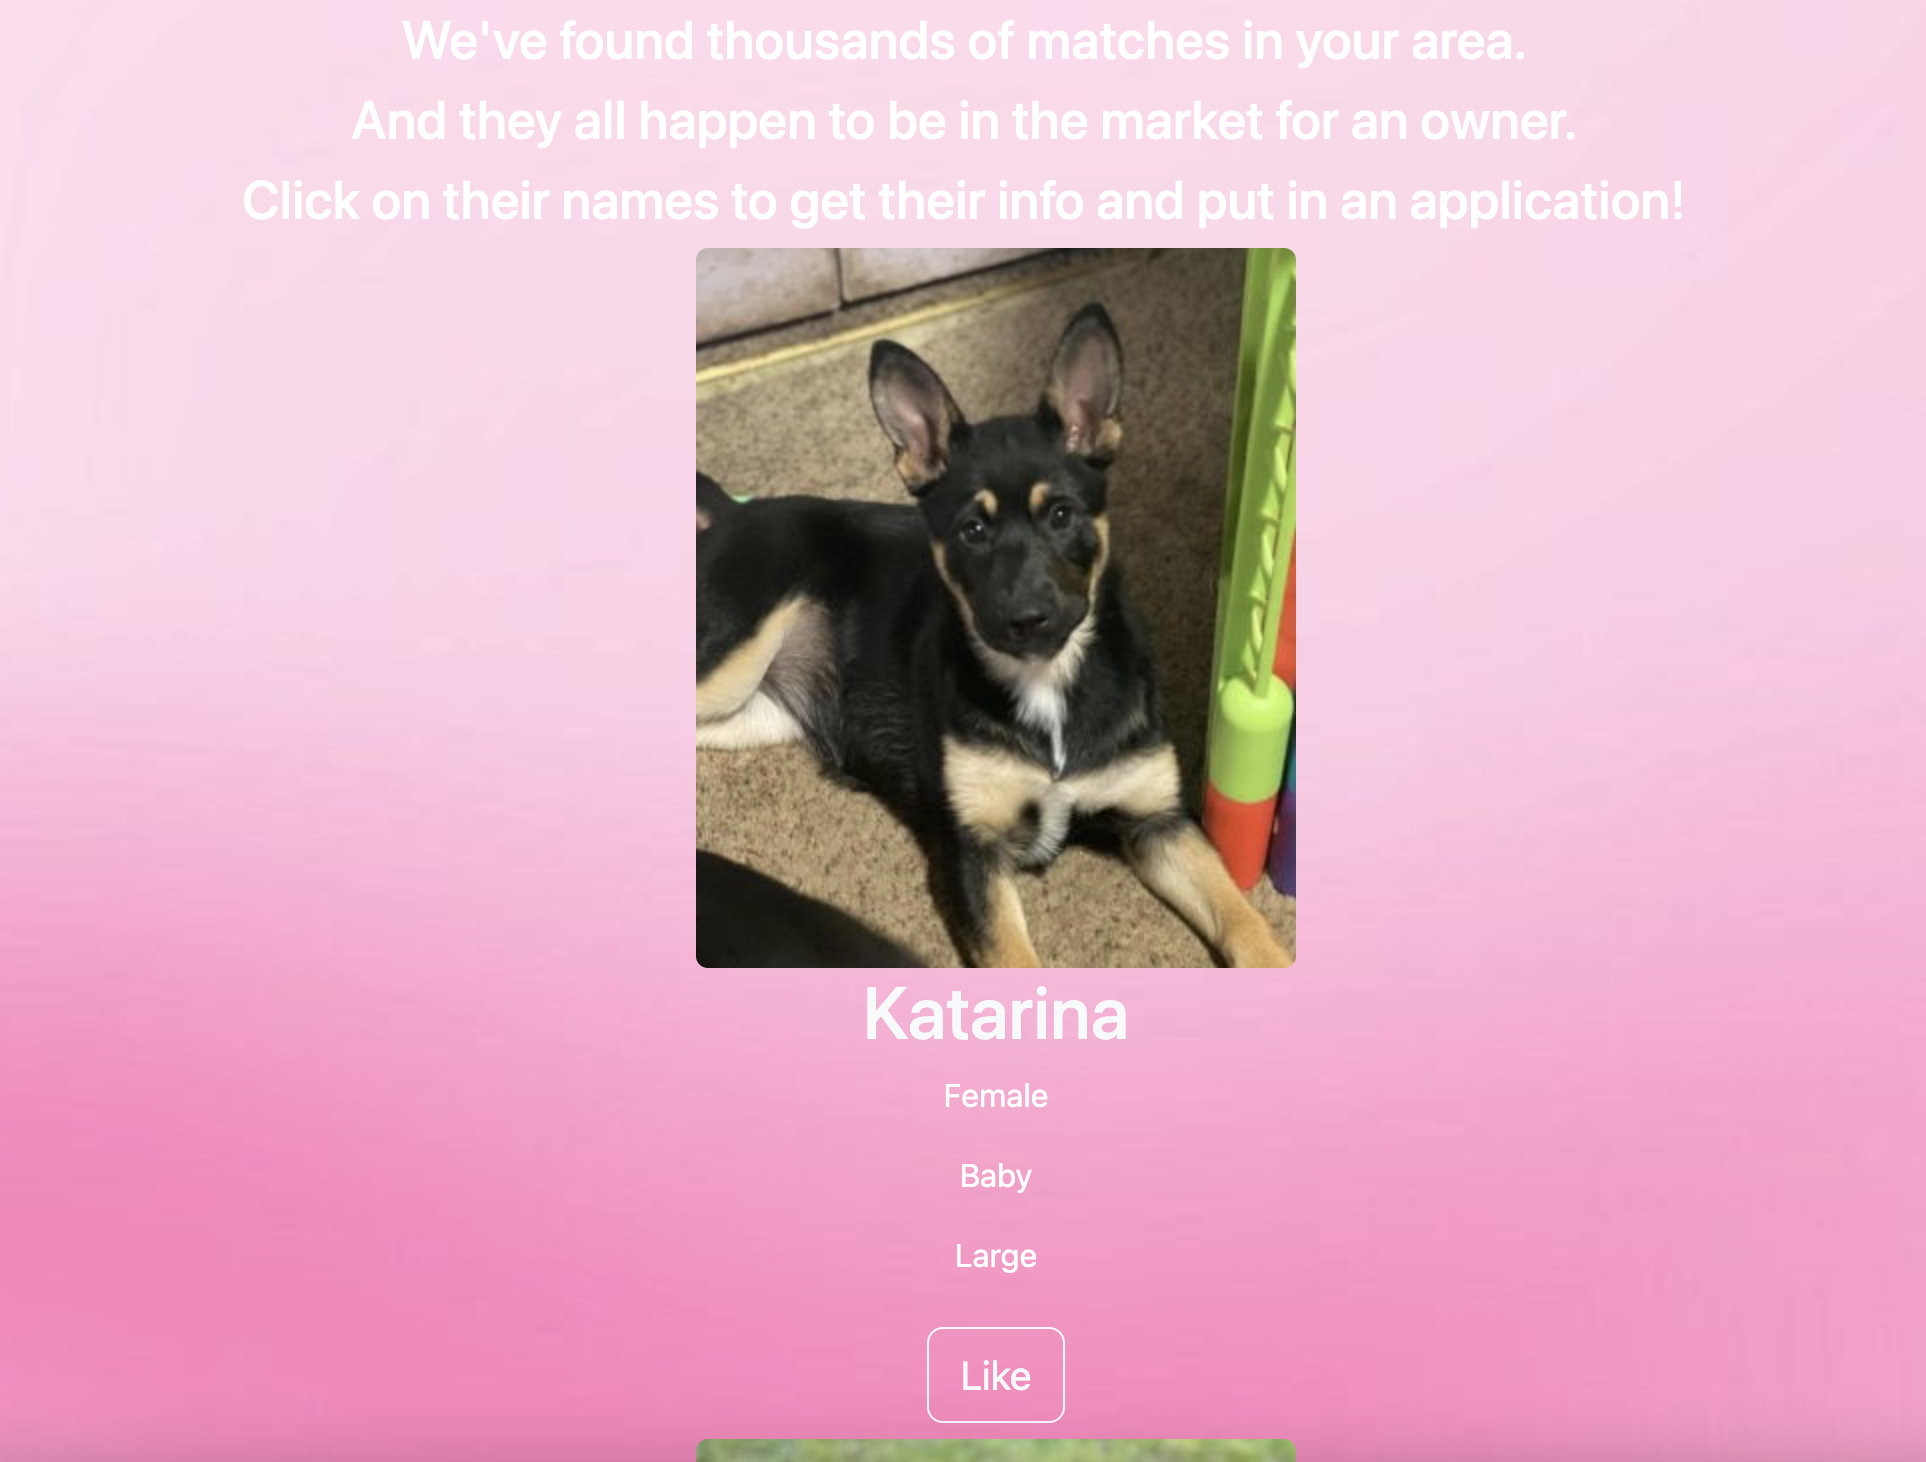 We've found thousands of matches in your area.
And they all happen to be in the market for an owner.
Click on their names to get their info and put in an application!
Katarina
Female
Baby
Large
Like